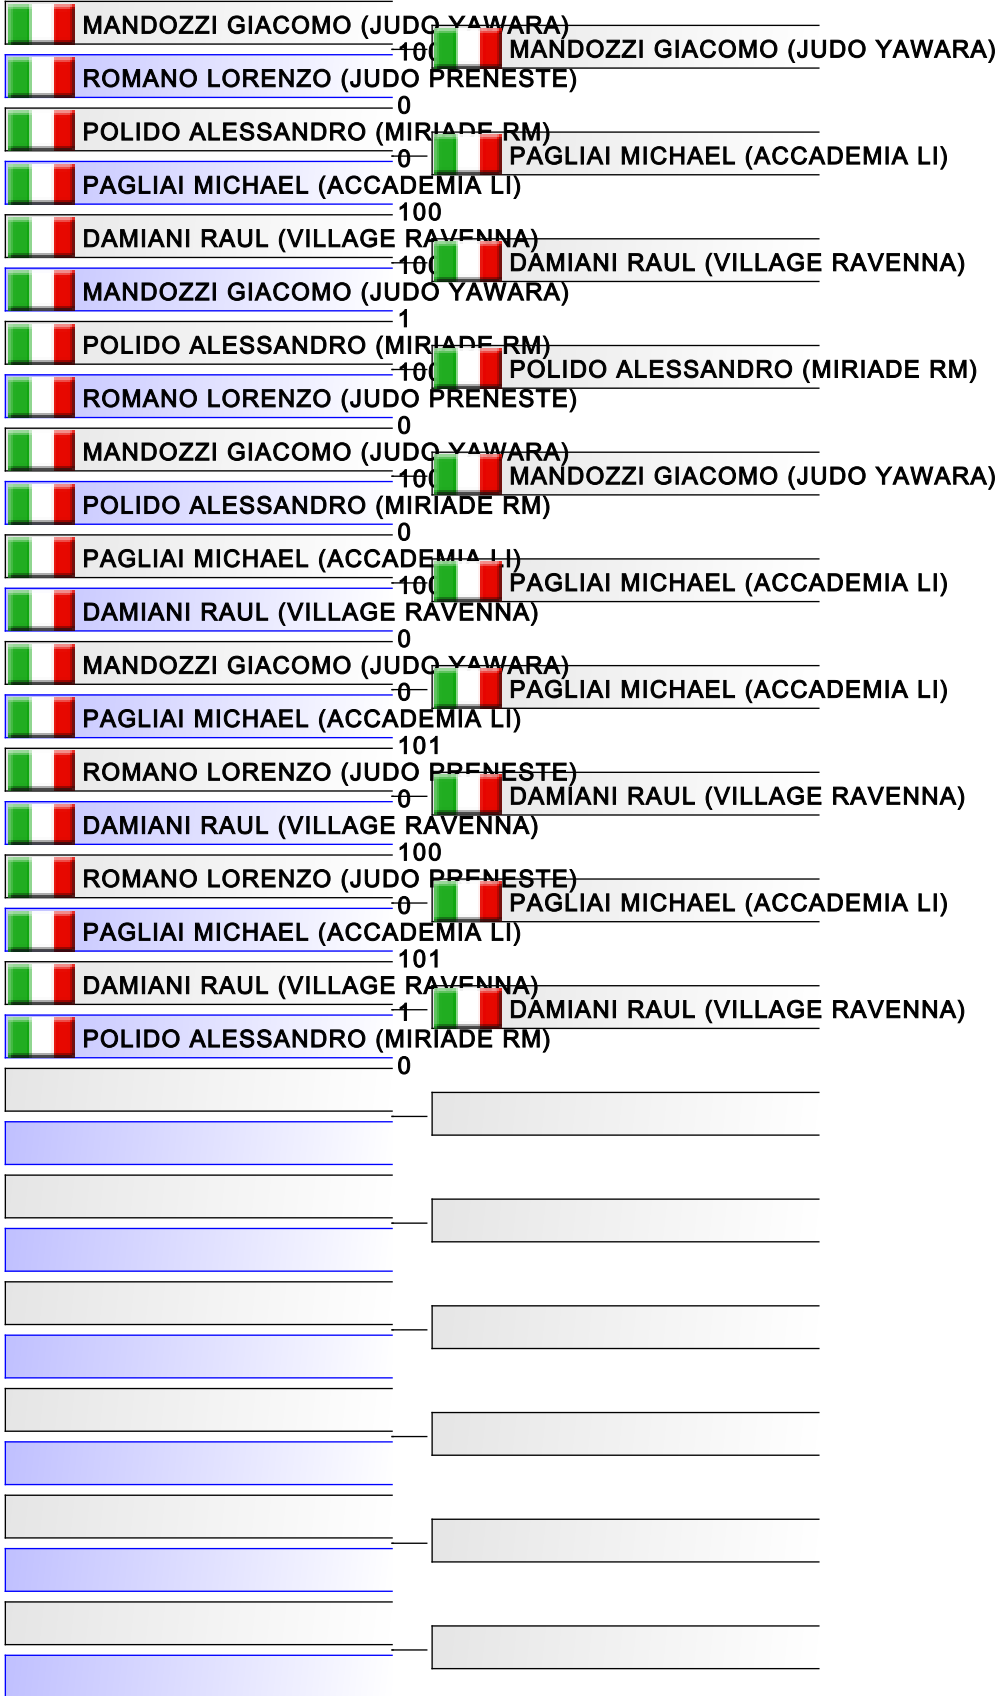 MANDOZZI GIACOMO (JUDO YAWARA)
100
MANDOZZI GIACOMO (JUDO YAWARA)
ROMANO LORENZO (JUDO PRENESTE)
0
POLIDO ALESSANDRO (MIRIADE RM)
0
PAGLIAI MICHAEL (ACCADEMIA LI)
PAGLIAI MICHAEL (ACCADEMIA LI)
100
DAMIANI RAUL (VILLAGE RAVENNA)
100
DAMIANI RAUL (VILLAGE RAVENNA)
MANDOZZI GIACOMO (JUDO YAWARA)
1
POLIDO ALESSANDRO (MIRIADE RM)
100
POLIDO ALESSANDRO (MIRIADE RM)
ROMANO LORENZO (JUDO PRENESTE)
0
MANDOZZI GIACOMO (JUDO YAWARA)
100
MANDOZZI GIACOMO (JUDO YAWARA)
POLIDO ALESSANDRO (MIRIADE RM)
0
PAGLIAI MICHAEL (ACCADEMIA LI)
100
PAGLIAI MICHAEL (ACCADEMIA LI)
DAMIANI RAUL (VILLAGE RAVENNA)
0
MANDOZZI GIACOMO (JUDO YAWARA)
0
PAGLIAI MICHAEL (ACCADEMIA LI)
PAGLIAI MICHAEL (ACCADEMIA LI)
101
ROMANO LORENZO (JUDO PRENESTE)
0
DAMIANI RAUL (VILLAGE RAVENNA)
DAMIANI RAUL (VILLAGE RAVENNA)
100
ROMANO LORENZO (JUDO PRENESTE)
0
PAGLIAI MICHAEL (ACCADEMIA LI)
PAGLIAI MICHAEL (ACCADEMIA LI)
101
DAMIANI RAUL (VILLAGE RAVENNA)
1
DAMIANI RAUL (VILLAGE RAVENNA)
POLIDO ALESSANDRO (MIRIADE RM)
0